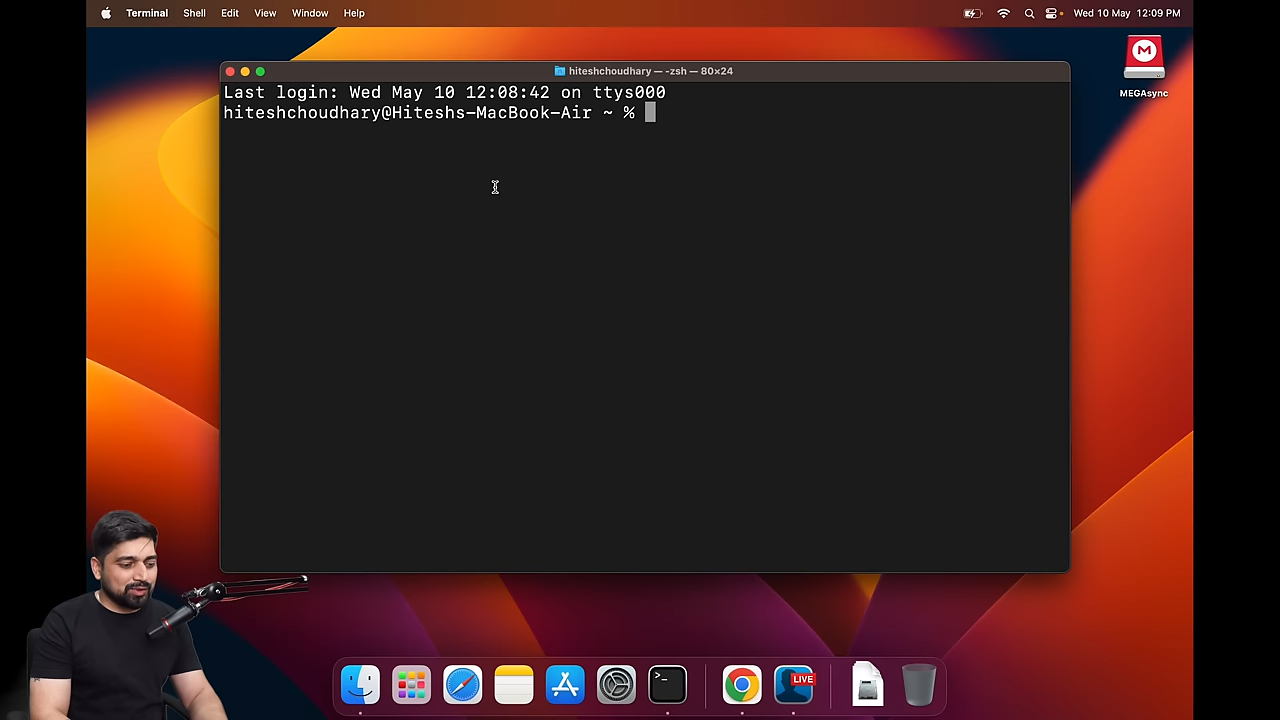 Terminal Shell Edit View Window Help Wed 10 May 12:09 PM
hiteshchoudhary — -zsh — 80×24
Last login: Wed May 10 12:08:42 on ttys000
hiteshchoudhary@Hiteshs-MacBook-Air ~ %
M
MEGAsync
>_
LIVE